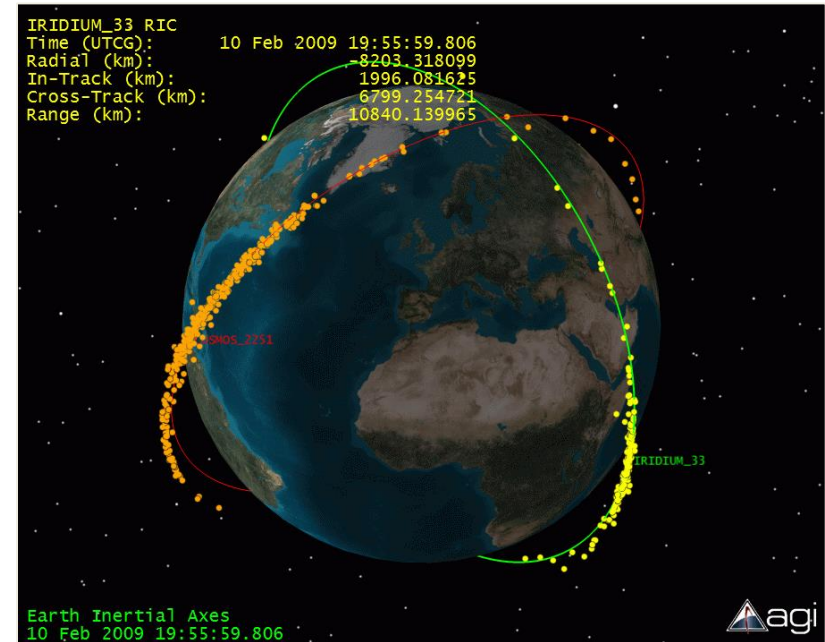 IRIDIUM_33 RIC
Time (UTCG): 10 Feb 2009 19:55:59.806
Radial (km): -8203.318099
In-Track (km): 1996.081625
Cross-Track (km): 6799.254721
Range (km): 10840.139965
COSMOS_2251
IRIDIUM_33
Earth Inertial Axes
10 Feb 2009 19:55:59.806
agi